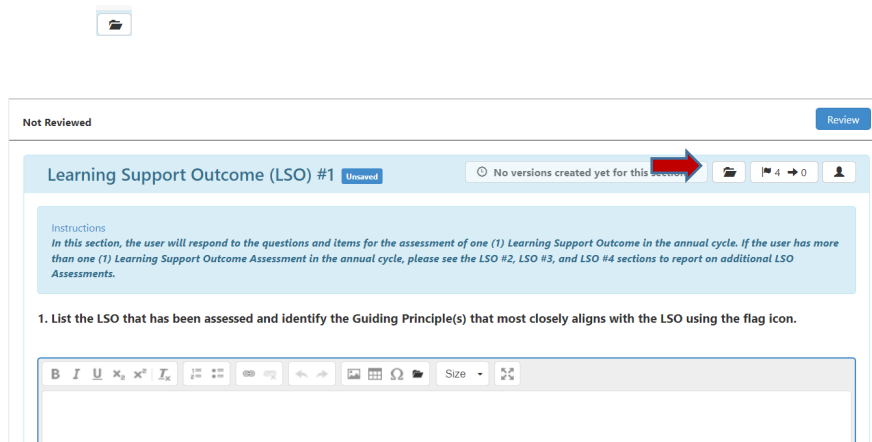 Not Reviewed
Review
Learning Support Outcome (LSO) #1 Unsaved
No versions created yet for this section
4 0
Instructions
In this section, the user will respond to the questions and items for the assessment of one (1) Learning Support Outcome in the annual cycle. If the user has more
than one (1) Learning Support Outcome Assessment in the annual cycle, please see the LSO #2, LSO #3, and LSO #4 sections to report on additional LSO
Assessments.
1. List the LSO that has been assessed and identify the Guiding Principle(s) that most closely aligns with the LSO using the flag icon.
B I U x₂ x² Tx Ω Size